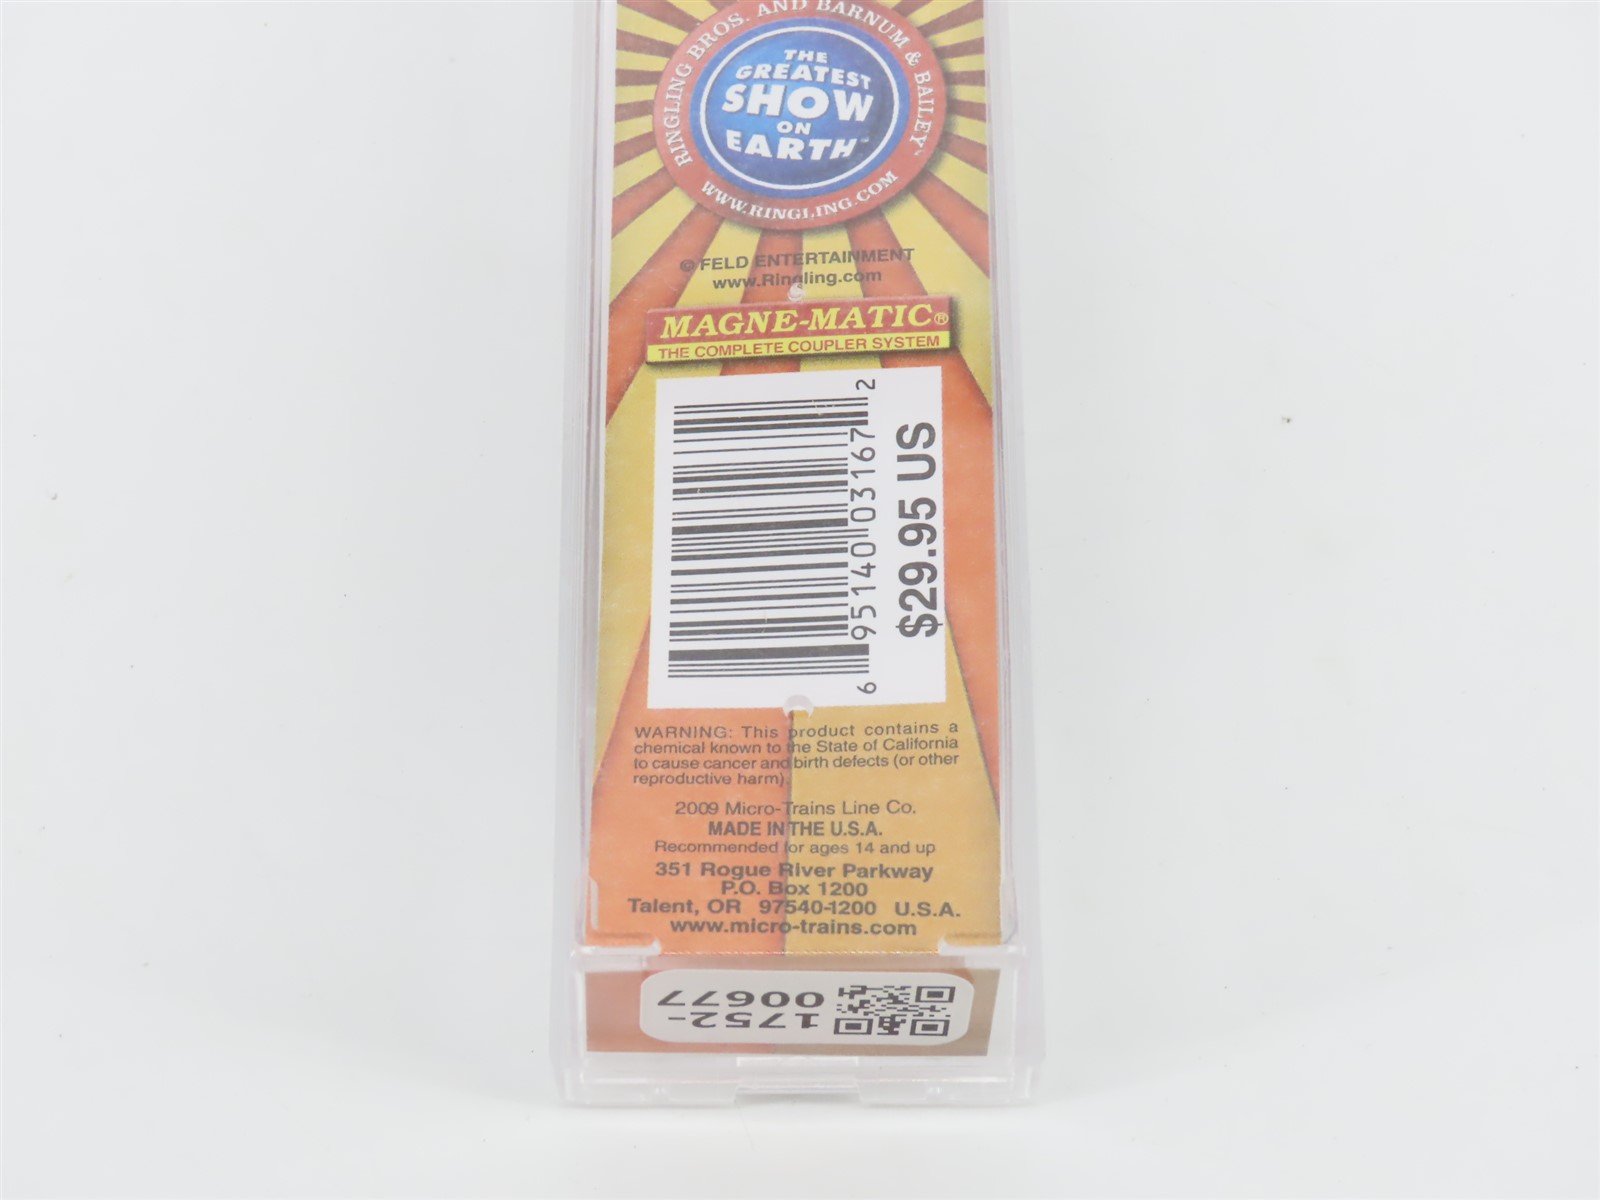 RINGLING BROS. AND BARNUM & BAILEY™
THE
GREATEST
SHOW
ON
EARTH™
WWW.RINGLING.COM
© FELD ENTERTAINMENT
www.Ringling.com
MAGNE-MATIC®
THE COMPLETE COUPLER SYSTEM
6 95140 03167 2
$29.95 US
WARNING: This product contains a
chemical known to the State of California
to cause cancer and birth defects (or other
reproductive harm).
2009 Micro-Trains Line Co.
MADE IN THE U.S.A.
Recommended for ages 14 and up
351 Rogue River Parkway
P.O. Box 1200
Talent, OR 97540-1200 U.S.A.
www.micro-trains.com
1752-
00677